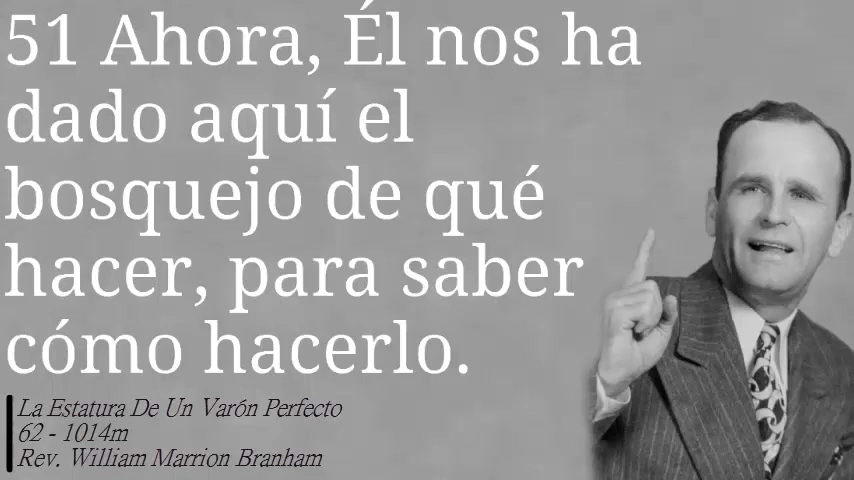 51 Ahora, Él nos ha
dado aquí el
bosquejo de qué
hacer, para saber
cómo hacerlo.
La Estatura De Un Varón Perfecto
62 - 1014m
Rev. William Marrion Branham